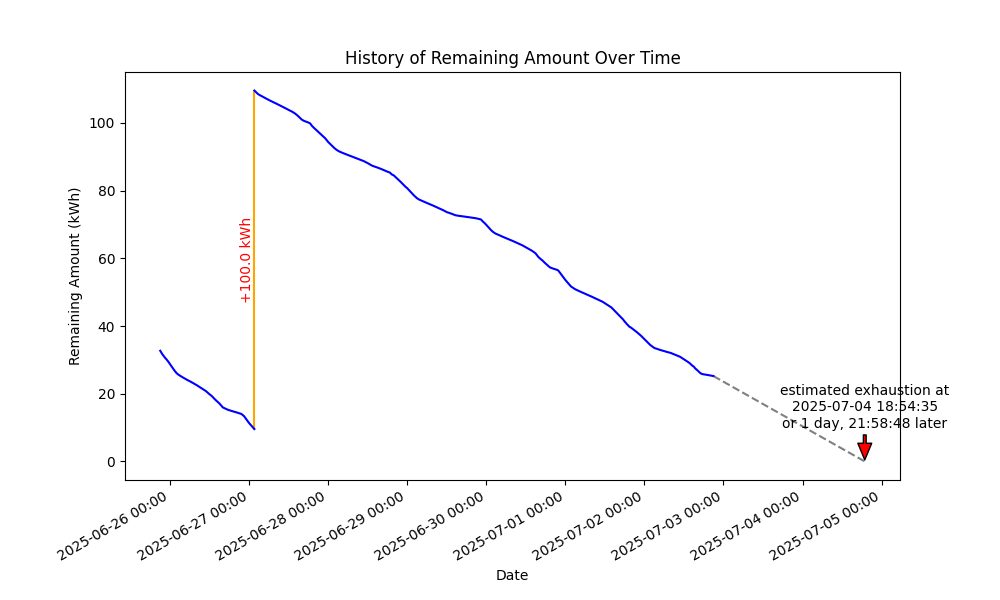 History of Remaining Amount Over Time
Remaining Amount (kWh)
100
80
60
40
20
0
+100.0 kWh
estimated exhaustion at
2025-07-04 18:54:35
or 1 day, 21:58:48 later
2025-06-26 00:00
2025-06-27 00:00
2025-06-28 00:00
2025-06-29 00:00
2025-06-30 00:00
2025-07-01 00:00
2025-07-02 00:00
2025-07-03 00:00
2025-07-04 00:00
2025-07-05 00:00
Date